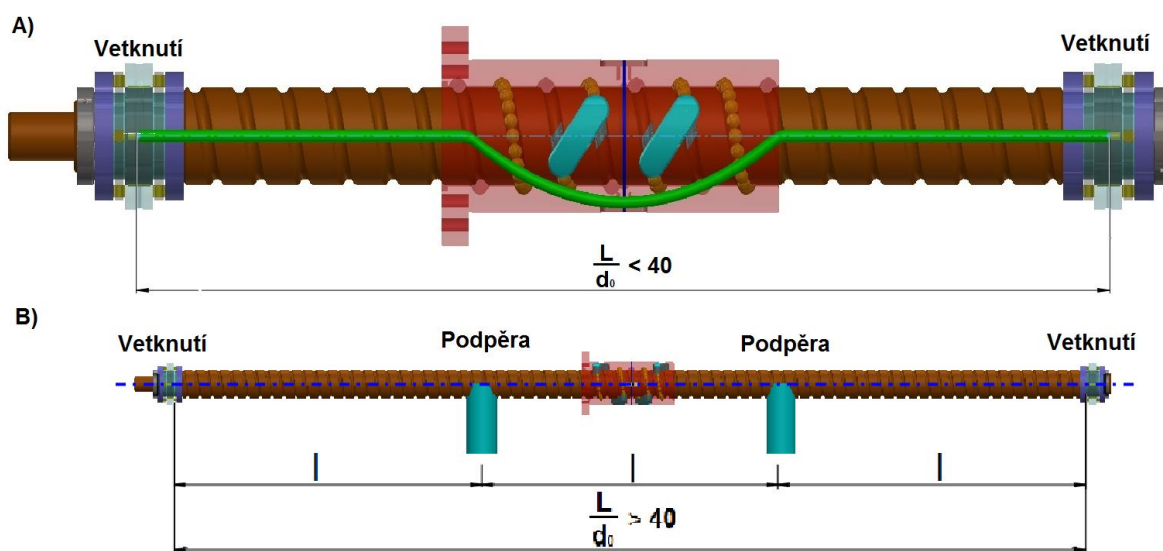 A)
Vetknutí
Vetknutí
L
d₀ < 40
B)
Vetknutí
Podpěra
Podpěra
Vetknutí
l
l
l
L
d₀ > 40